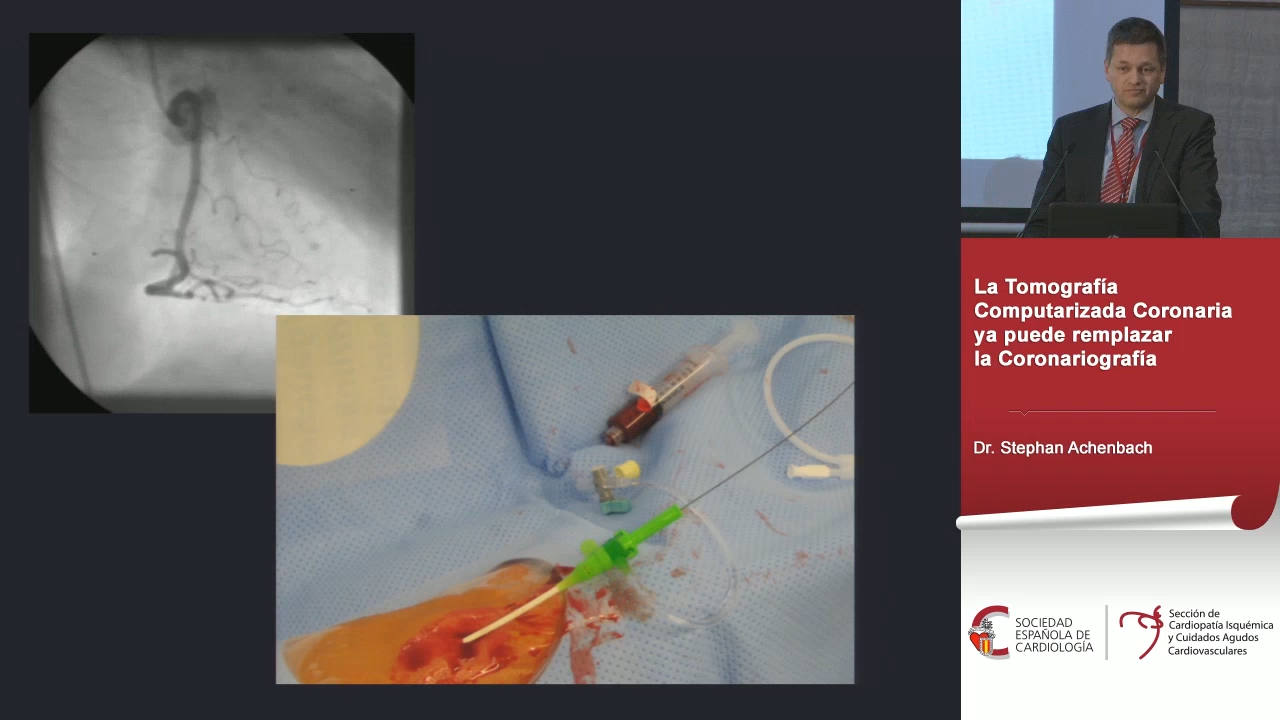 La Tomografía
Computarizada Coronaria
ya puede remplazar
la Coronariografía
Dr. Stephan Achenbach
SOCIEDAD
ESPAÑOLA DE
CARDIOLOGÍA
Sección de
Cardiopatía Isquémica
y Cuidados Agudos
Cardiovasculares